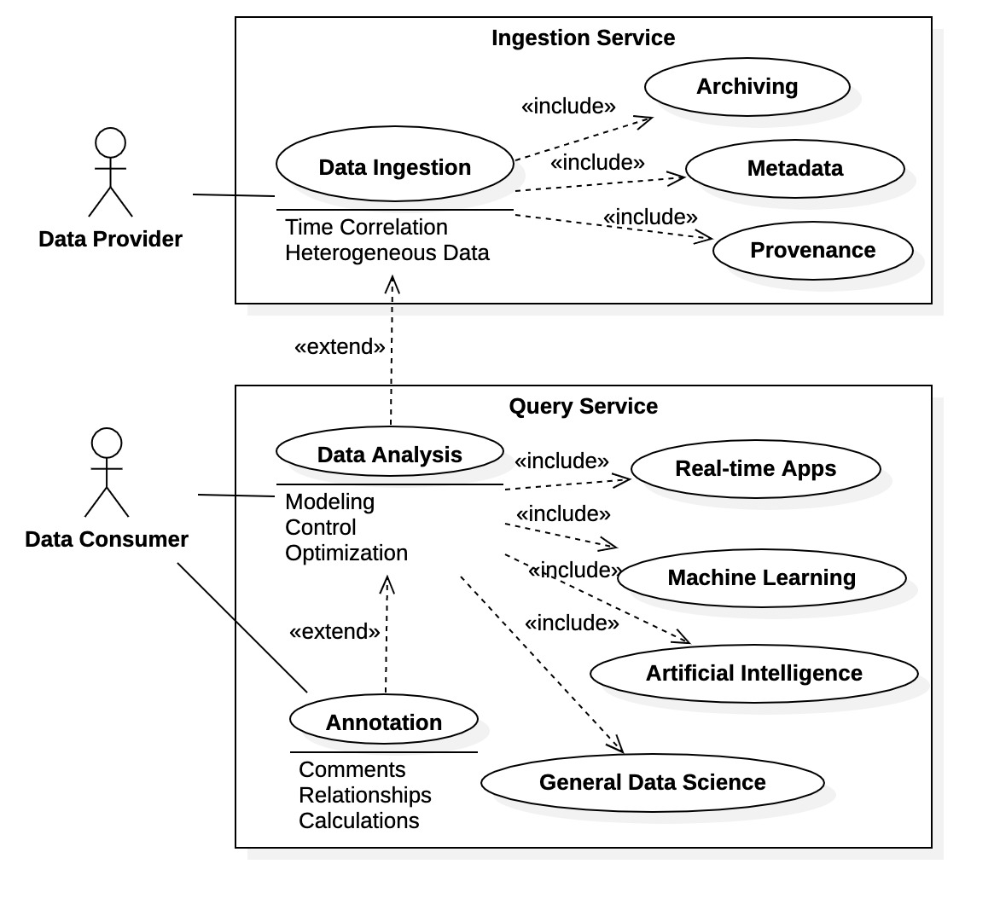 Ingestion Service
Archiving
«include»
Data Ingestion
«include»
Metadata
Data Provider
Time Correlation
Heterogeneous Data
«include»
Provenance
«extend»
Query Service
Data Analysis
«include»
Real-time Apps
Data Consumer
Modeling
Control
Optimization
«include»
«include»
Machine Learning
«extend»
«include»
Artificial Intelligence
Annotation
Comments
Relationships
Calculations
General Data Science